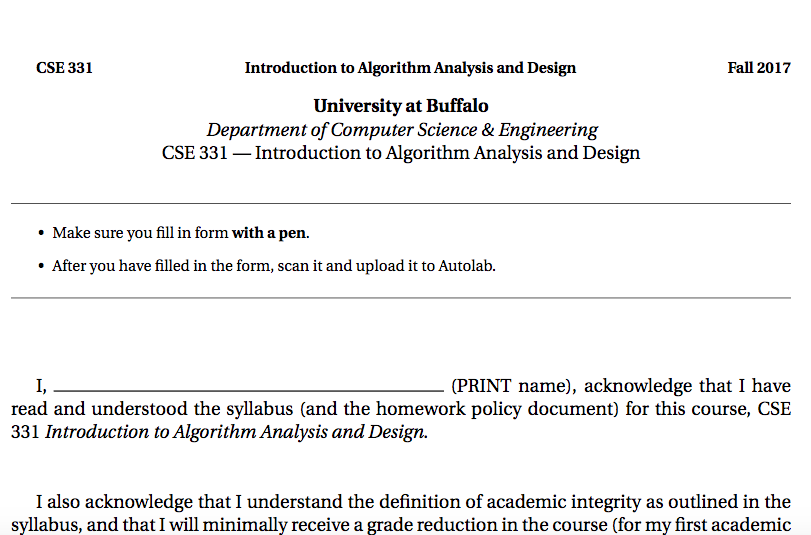 CSE 331 Introduction to Algorithm Analysis and Design Fall 2017
University at Buffalo
Department of Computer Science & Engineering
CSE 331 — Introduction to Algorithm Analysis and Design
• Make sure you fill in form with a pen.
• After you have filled in the form, scan it and upload it to Autolab.
I, ______________________________ (PRINT name), acknowledge that I have
read and understood the syllabus (and the homework policy document) for this course, CSE
331 Introduction to Algorithm Analysis and Design.
I also acknowledge that I understand the definition of academic integrity as outlined in the
syllabus, and that I will minimally receive a grade reduction in the course (for my first academic